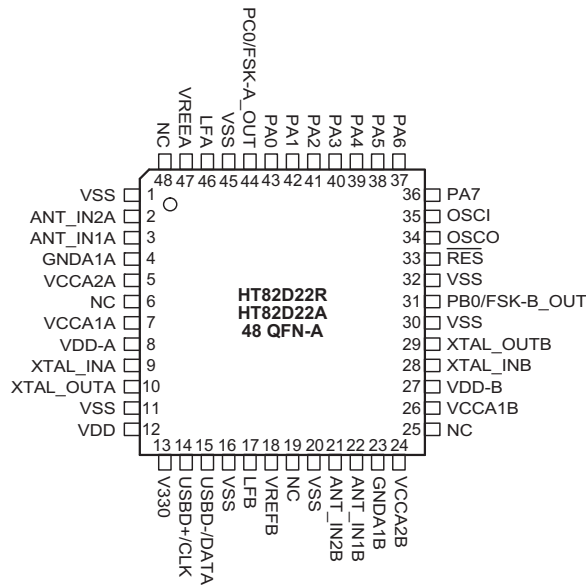 PC0/FSK-A_OUT
NC
VREEA
LFA
VSS
PA0
PA1
PA2
PA3
PA4
PA5
PA6
48 47 46 45 44 43 42 41 40 39 38 37
VSS 1
ANT_IN2A 2
ANT_IN1A 3
GNDA1A 4
VCCA2A 5
NC 6
VCCA1A 7
VDD-A 8
XTAL_INA 9
XTAL_OUTA 10
VSS 11
VDD 12
HT82D22R
HT82D22A
48 QFN-A
36 PA7
35 OSCI
34 OSCO
33 RES
32 VSS
31 PB0/FSK-B_OUT
30 VSS
29 XTAL_OUTB
28 XTAL_INB
27 VDD-B
26 VCCA1B
25 NC
13 14 15 16 17 18 19 20 21 22 23 24
V330
USBD+/CLK
USBD-/DATA
VSS
LFB
VREFB
NC
VSS
ANT_IN2B
ANT_IN1B
GNDA1B
VCCA2B